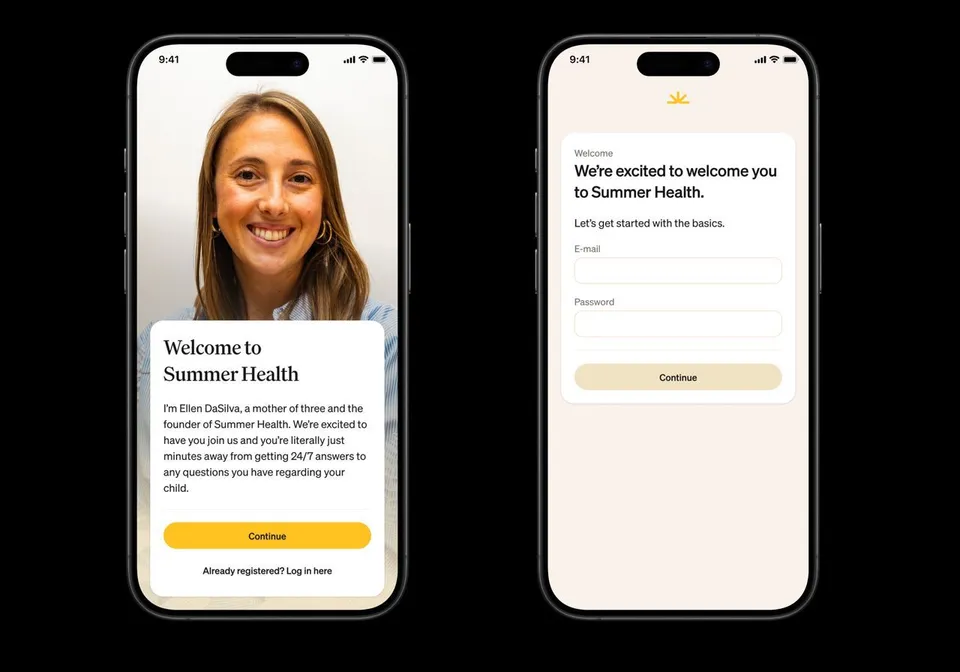 9:41
Welcome to
Summer Health
I'm Ellen DaSilva, a mother of three and the
founder of Summer Health. We're excited to
have you join us and you're literally just
minutes away from getting 24/7 answers to
any questions you have regarding your
child.
Continue
Already registered? Log in here
9:41
Welcome
We're excited to welcome you
to Summer Health.
Let's get started with the basics.
E-mail
Password
Continue